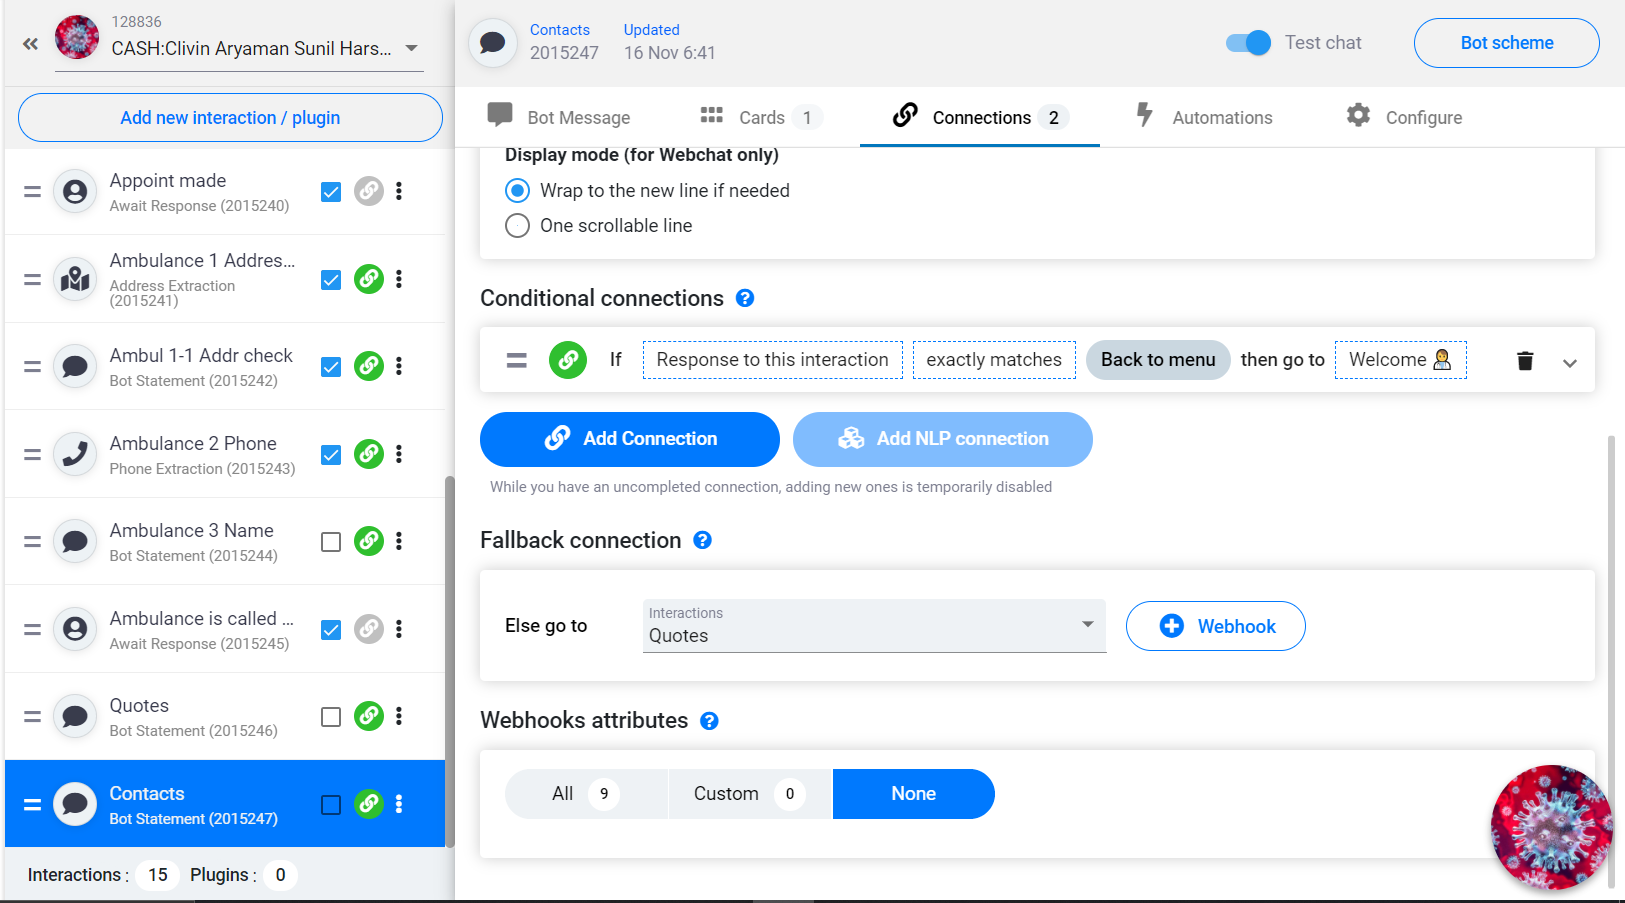 128836
CASH:Clivin Aryaman Sunil Hars...
Add new interaction / plugin
Appoint made
Await Response (2015240)
Ambulance 1 Addres...
Address Extraction
(2015241)
Ambul 1-1 Addr check
Bot Statement (2015242)
Ambulance 2 Phone
Phone Extraction (2015243)
Ambulance 3 Name
Bot Statement (2015244)
Ambulance is called ...
Await Response (2015245)
Quotes
Bot Statement (2015246)
Contacts
Bot Statement (2015247)
Interactions : 15 Plugins : 0
Contacts
2015247
Updated
16 Nov 6:41
Test chat
Bot scheme
Bot Message
Cards 1
Connections 2
Automations
Configure
Display mode (for Webchat only)
Wrap to the new line if needed
One scrollable line
Conditional connections ?
If Response to this interaction exactly matches Back to menu then go to Welcome
Add Connection
Add NLP connection
While you have an uncompleted connection, adding new ones is temporarily disabled
Fallback connection ?
Else go to
Interactions
Quotes
Webhook
Webhooks attributes ?
All 9
Custom 0
None